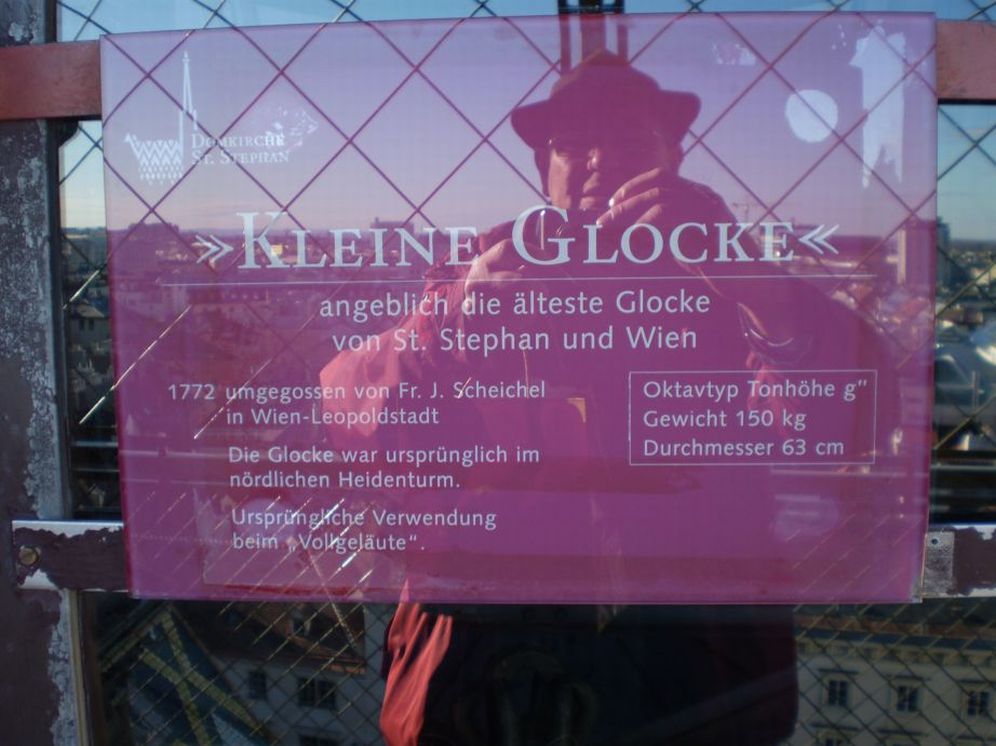 DOMKIRCHE
ST. STEPHAN
»KLEINE GLOCKE«
angeblich die älteste Glocke
von St. Stephan und Wien
1772 umgegossen von Fr. J. Scheichel
in Wien-Leopoldstadt
Die Glocke war ursprünglich im
nördlichen Heidenturm.
Ursprüngliche Verwendung
beim „Vollgeläute“.
Oktavtyp Tonhöhe g”
Gewicht 150 kg
Durchmesser 63 cm